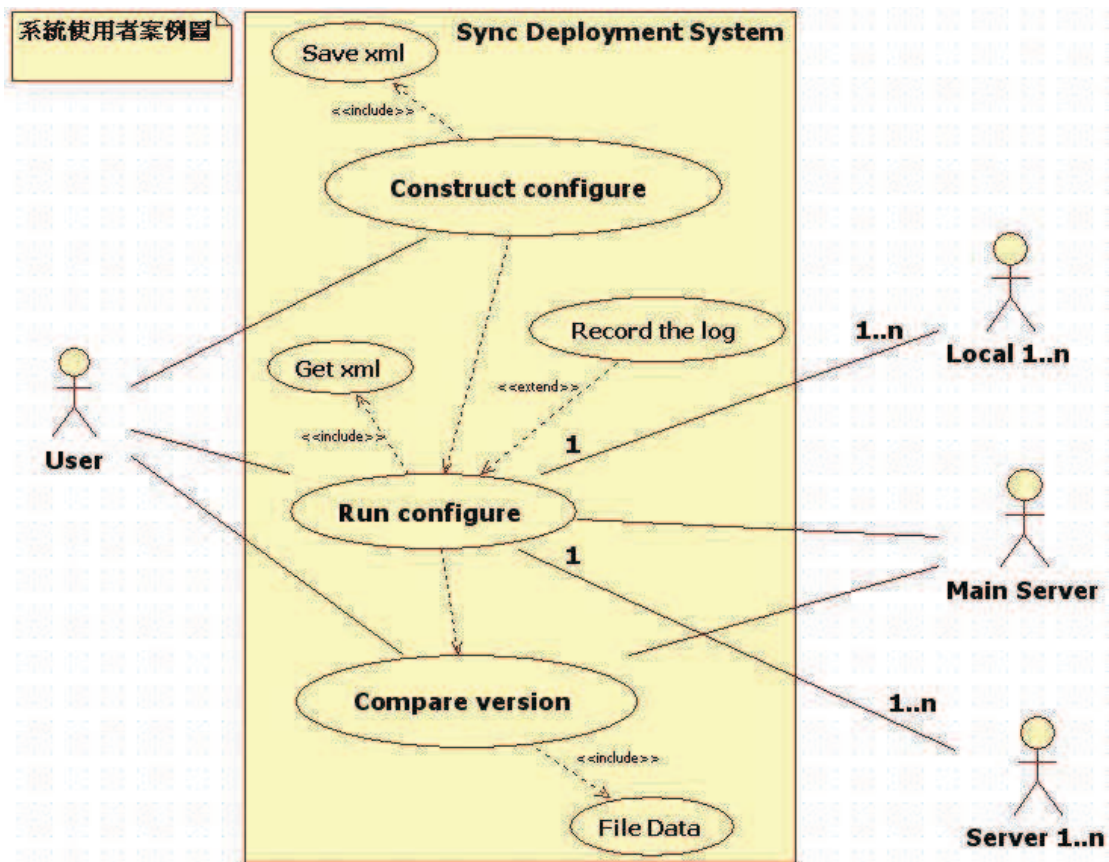 系統使用者案例圖
Sync Deployment System
Save xml
<<include>>
Construct configure
Record the log
1..n
Local 1..n
Get xml
<<extend>>
<<include>>
1
User
Run configure
1
Main Server
Compare version
1..n
<<include>>
File Data
Server 1..n